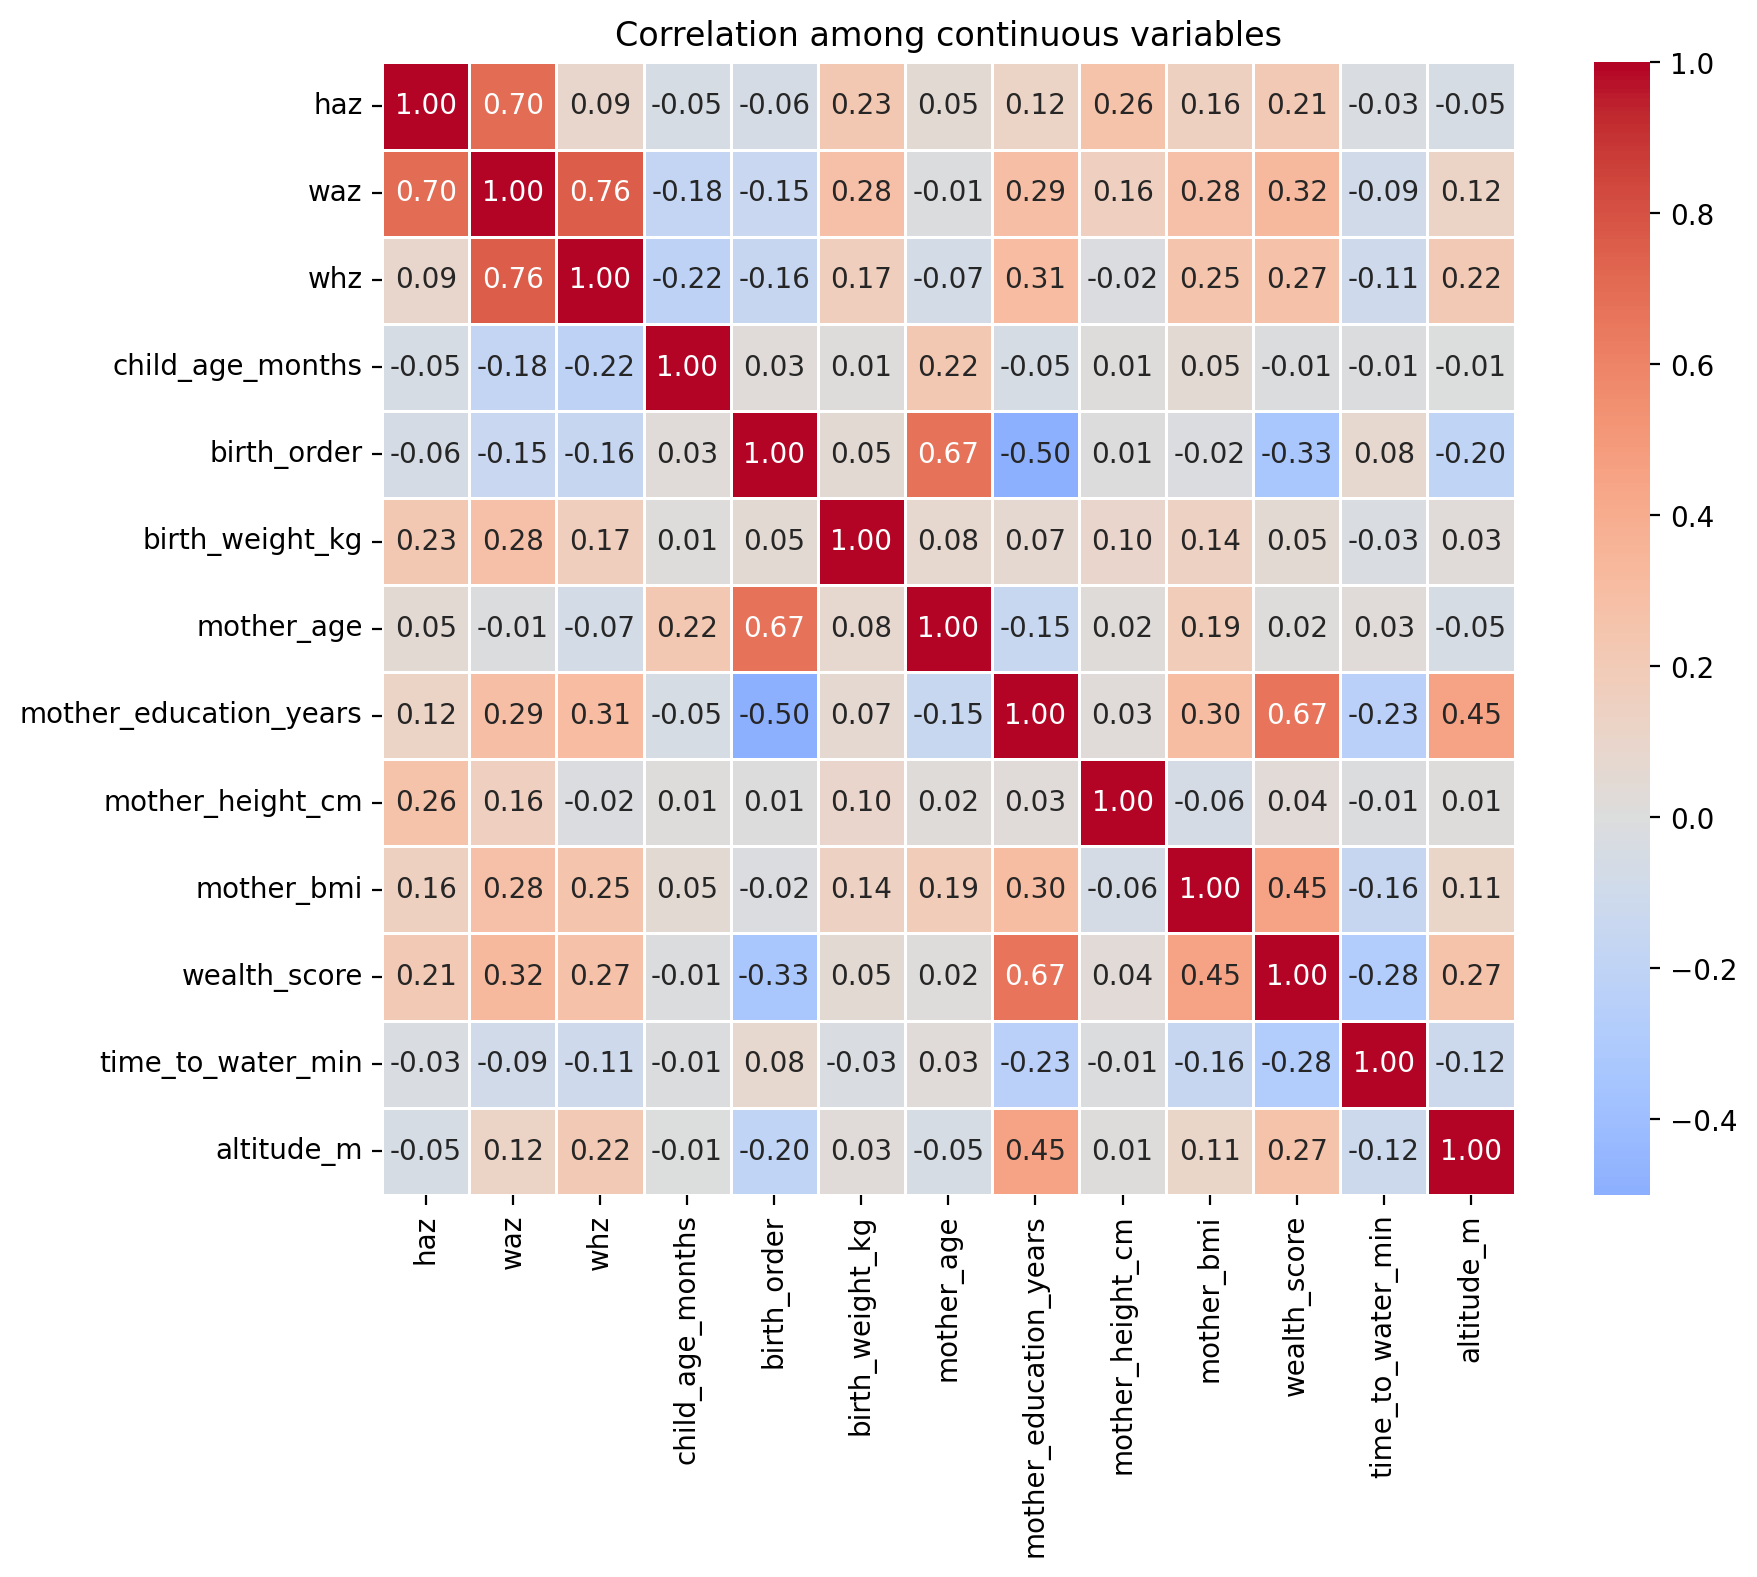 Correlation among continuous variables
haz 1.00 0.70 0.09 -0.05 -0.06 0.23 0.05 0.12 0.26 0.16 0.21 -0.03 -0.05
waz 0.70 1.00 0.76 -0.18 -0.15 0.28 -0.01 0.29 0.16 0.28 0.32 -0.09 0.12
whz 0.09 0.76 1.00 -0.22 -0.16 0.17 -0.07 0.31 -0.02 0.25 0.27 -0.11 0.22
child_age_months -0.05 -0.18 -0.22 1.00 0.03 0.01 0.22 -0.05 0.01 0.05 -0.01 -0.01 -0.01
birth_order -0.06 -0.15 -0.16 0.03 1.00 0.05 0.67 -0.50 0.01 -0.02 -0.33 0.08 -0.20
birth_weight_kg 0.23 0.28 0.17 0.01 0.05 1.00 0.08 0.07 0.10 0.14 0.05 -0.03 0.03
mother_age 0.05 -0.01 -0.07 0.22 0.67 0.08 1.00 -0.15 0.02 0.19 0.02 0.03 -0.05
mother_education_years 0.12 0.29 0.31 -0.05 -0.50 0.07 -0.15 1.00 0.03 0.30 0.67 -0.23 0.45
mother_height_cm 0.26 0.16 -0.02 0.01 0.01 0.10 0.02 0.03 1.00 -0.06 0.04 -0.01 0.01
mother_bmi 0.16 0.28 0.25 0.05 -0.02 0.14 0.19 0.30 -0.06 1.00 0.45 -0.16 0.11
wealth_score 0.21 0.32 0.27 -0.01 -0.33 0.05 0.02 0.67 0.04 0.45 1.00 -0.28 0.27
time_to_water_min -0.03 -0.09 -0.11 -0.01 0.08 -0.03 0.03 -0.23 -0.01 -0.16 -0.28 1.00 -0.12
altitude_m -0.05 0.12 0.22 -0.01 -0.20 0.03 -0.05 0.45 0.01 0.11 0.27 -0.12 1.00
haz
waz
whz
child_age_months
birth_order
birth_weight_kg
mother_age
mother_education_years
mother_height_cm
mother_bmi
wealth_score
time_to_water_min
altitude_m
1.0
0.8
0.6
0.4
0.2
0.0
−0.2
−0.4